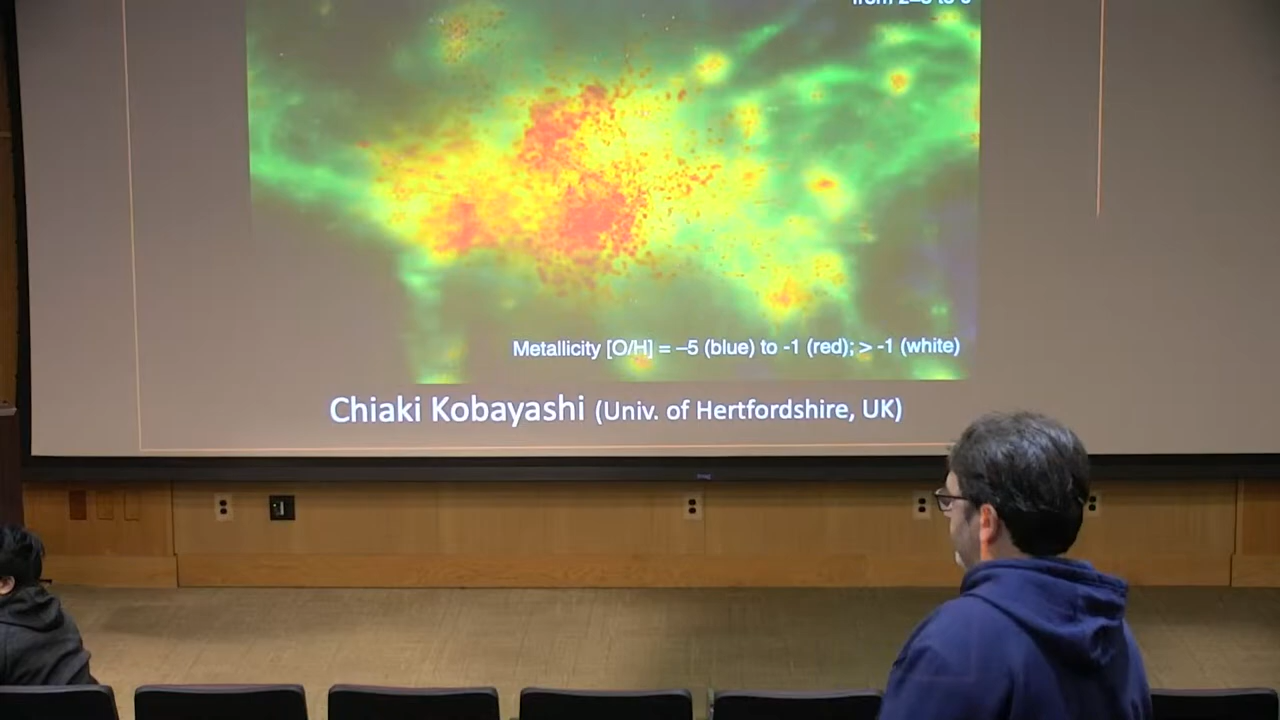 Metallicity [O/H] = –5 (blue) to -1 (red); > -1 (white)
Chiaki Kobayashi (Univ. of Hertfordshire, UK)